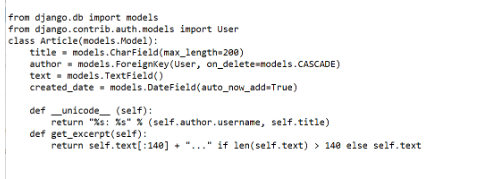 from django.db import models
from django.contrib.auth.models import User
class Article(models.Model):
    title = models.CharField(max_length=200)
    author = models.ForeignKey(User, on_delete=models.CASCADE)
    text = models.TextField()
    created_date = models.DateField(auto_now_add=True)

    def __unicode__ (self):
        return "%s: %s" % (self.author.username, self.title)
    def get_excerpt(self):
        return self.text[:140] + "..." if len(self.text) > 140 else self.text